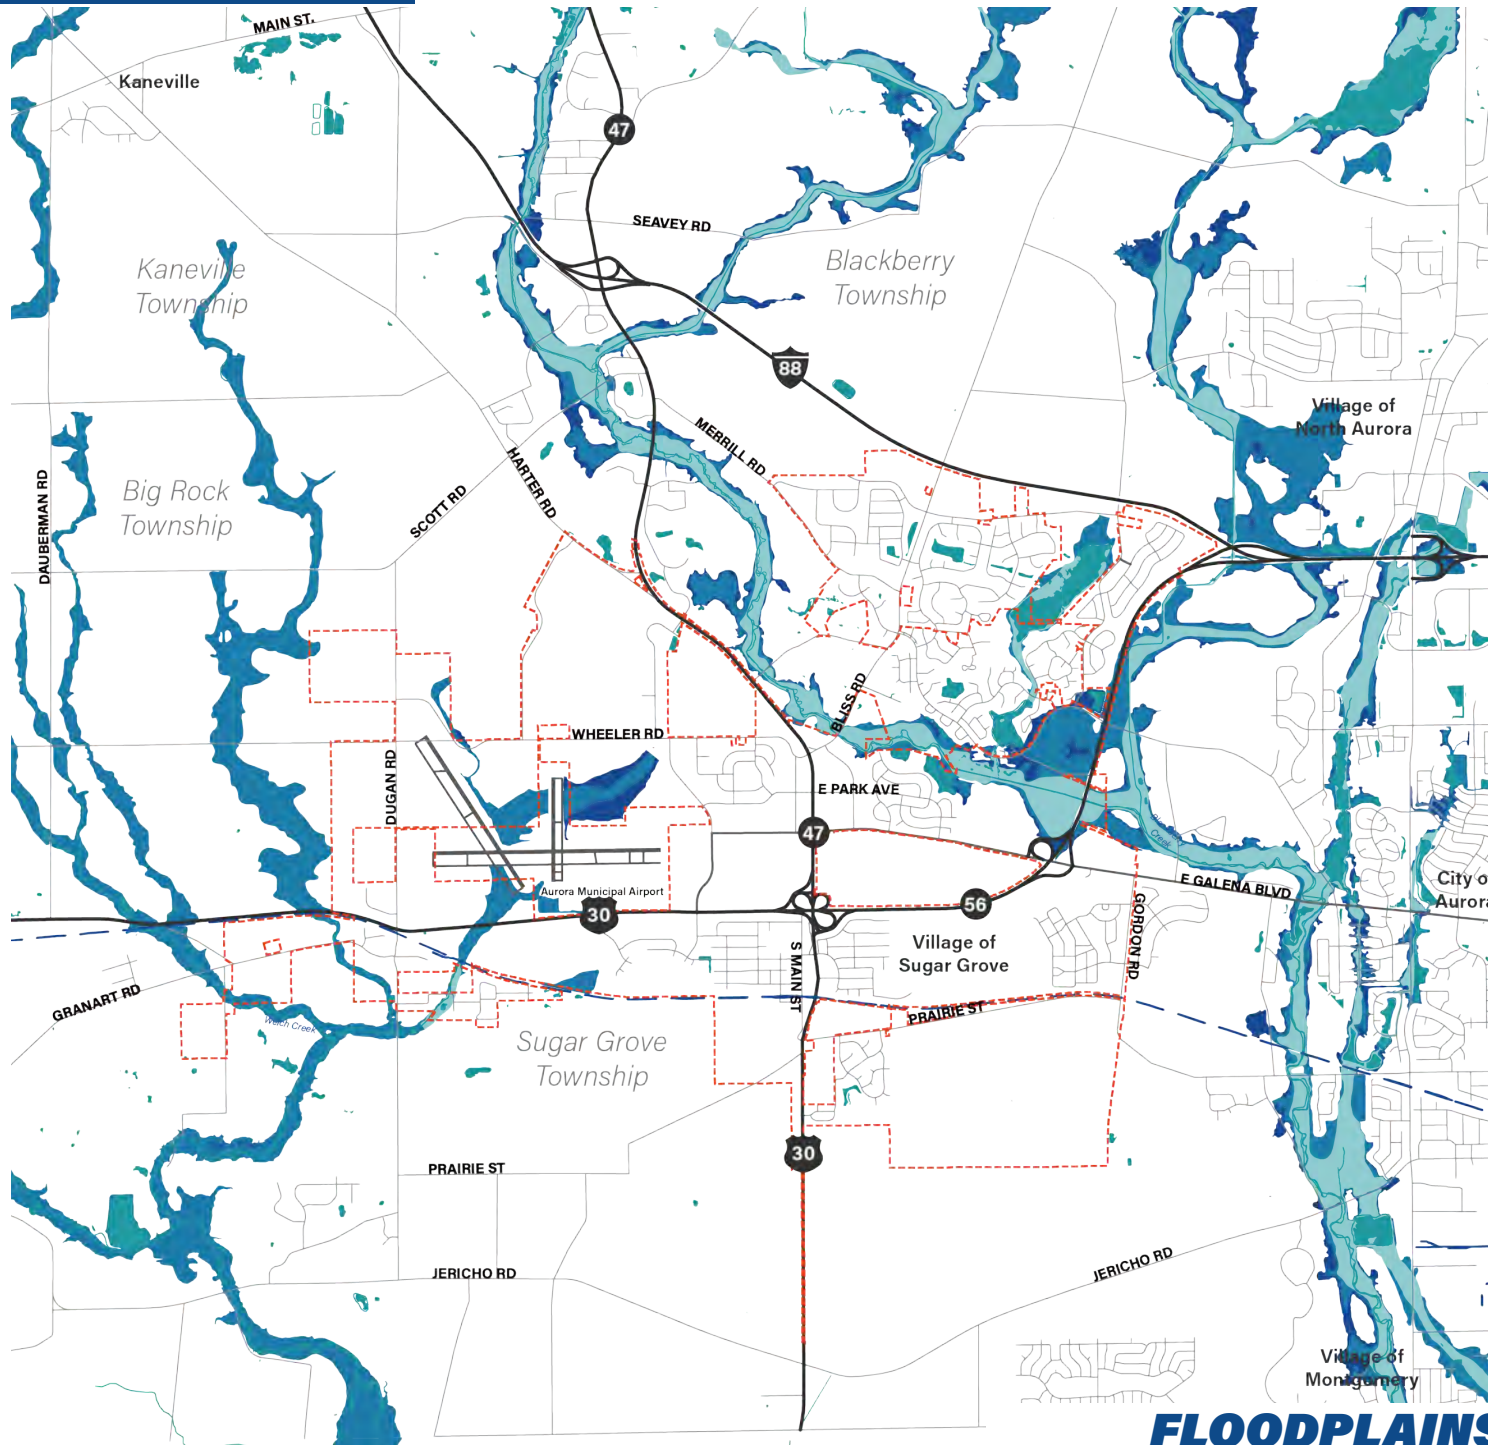 MAIN ST.
Kaneville
47
SEAVEY RD
Kaneville
Township
Blackberry
Township
88
Village of
North Aurora
MERRILL RD
HARTER RD
SCOTT RD
DAUBERMAN RD
Big Rock
Township
BLISS RD
WHEELER RD
DUGAN RD
E PARK AVE
47
Creek
E GALENA BLVD
City o
Aurora
Aurora Municipal Airport
30
56
GORDON RD
Village of
Sugar Grove
S MAIN ST
GRANART RD
Welch Creek
PRAIRIE ST
Sugar Grove
Township
30
PRAIRIE ST
JERICHO RD
JERICHO RD
Village of
Montgomery
FLOODPLAINS